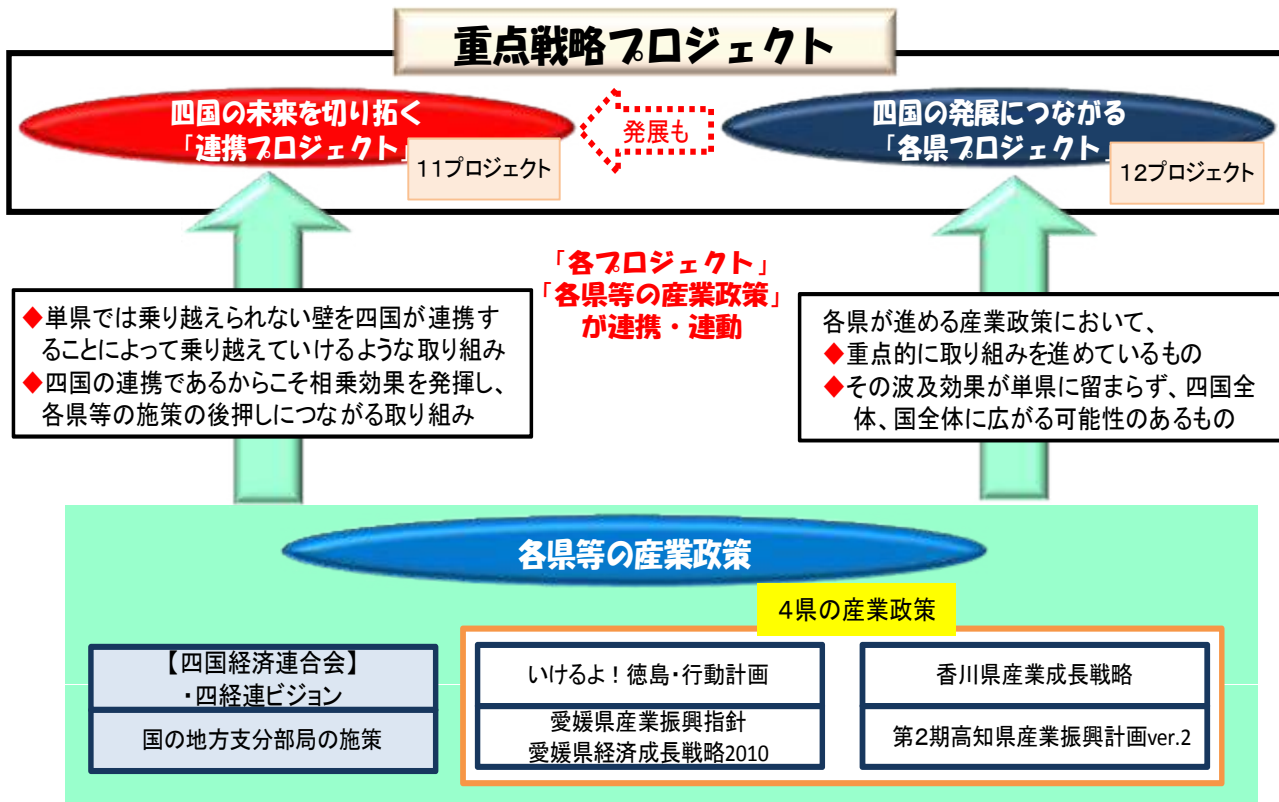 重点戦略プロジェクト
四国の未来を切り拓く
「連携プロジェクト」
11プロジェクト
発展も
四国の発展につながる
「各県プロジェクト」
12プロジェクト
「各プロジェクト」
「各県等の産業政策」
が連携・連動
◆単県では乗り越えられない壁を四国が連携す
ることによって乗り越えていけるような取り組み
◆四国の連携であるからこそ相乗効果を発揮し、
各県等の施策の後押しにつながる取り組み
各県が進める産業政策において、
◆重点的に取り組みを進めているもの
◆その波及効果が単県に留まらず、四国全
体、国全体に広がる可能性のあるもの
各県等の産業政策
4県の産業政策
【四国経済連合会】
・四経連ビジョン
国の地方支分部局の施策
いけるよ！徳島・行動計画
愛媛県産業振興指針
愛媛県経済成長戦略2010
香川県産業成長戦略
第2期高知県産業振興計画ver.2